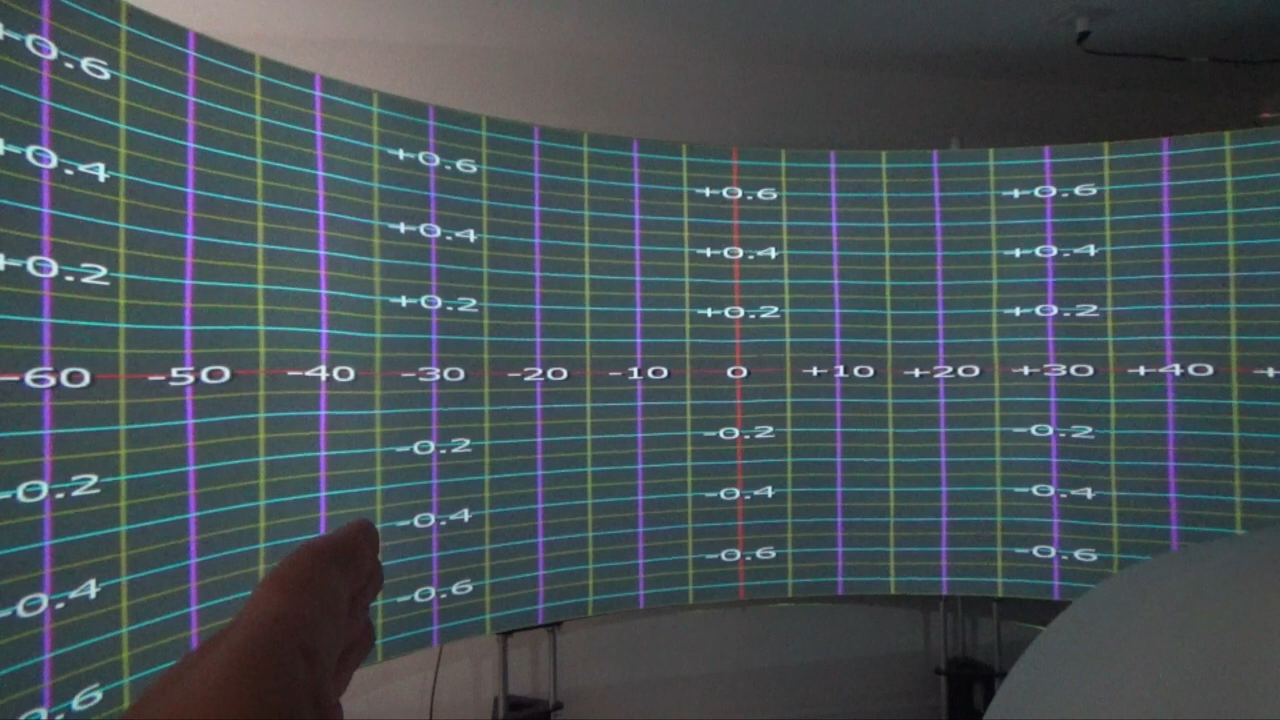 +0.6 +0.6 +0.6 +0.6
+0.4 +0.4 +0.4 +0.4
+0.2 +0.2 +0.2 +0.2
-60 -50 -40 -30 -20 -10 0 +10 +20 +30 +40
-0.2 -0.2 -0.2 -0.2
-0.4 -0.4 -0.4 -0.4
-0.6 -0.6 -0.6